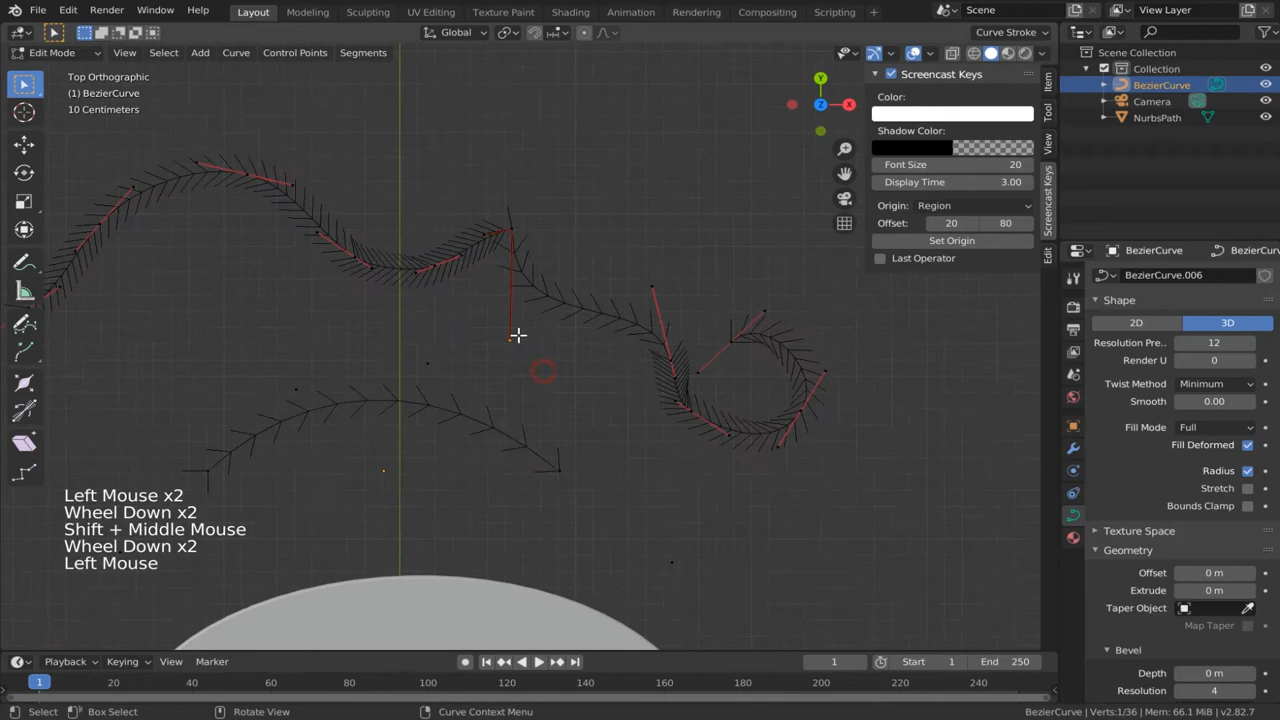 File Edit Render Window Help Layout Modeling Sculpting UV Editing Texture Paint Shading Animation Rendering Compositing Scripting + Scene View Layer
Global Curve Stroke
Edit Mode View Select Add Curve Control Points Segments
Scene Collection
Collection
BezierCurve
Camera
NurbsPath
Top Orthographic
(1) BezierCurve
10 Centimeters
Y
Z
X
Screencast Keys
Color:
Shadow Color:
Font Size 20
Display Time 3.00
Origin: Region
Offset: 20 80
Set Origin
Last Operator
Item
Tool
View
Screencast Keys
Edit
BezierCurve BezierCurv
BezierCurve.006
Shape
2D 3D
Resolution Pre.. 12
Render U 0
Twist Method Minimum
Smooth 0.00
Fill Mode Full
Fill Deformed
Radius
Stretch
Bounds Clamp
Texture Space
Geometry
Offset 0 m
Extrude 0 m
Taper Object
Map Taper
Bevel
Depth 0 m
Resolution 4
Left Mouse x2
Wheel Down x2
Shift + Middle Mouse
Wheel Down x2
Left Mouse
Playback Keying View Marker 1 Start 1 End 250
1 20 40 60 80 100 120 140 160 180 200 220 240
Select Box Select Rotate View Curve Context Menu BezierCurve | Verts:1/36 | Mem: 66.1 MiB | v2.82.7